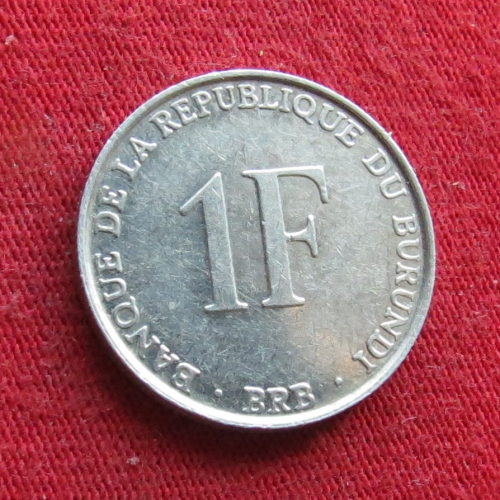 BANQUE DE LA REPUBLIQUE DU BURUNDI
1F
· BRB ·